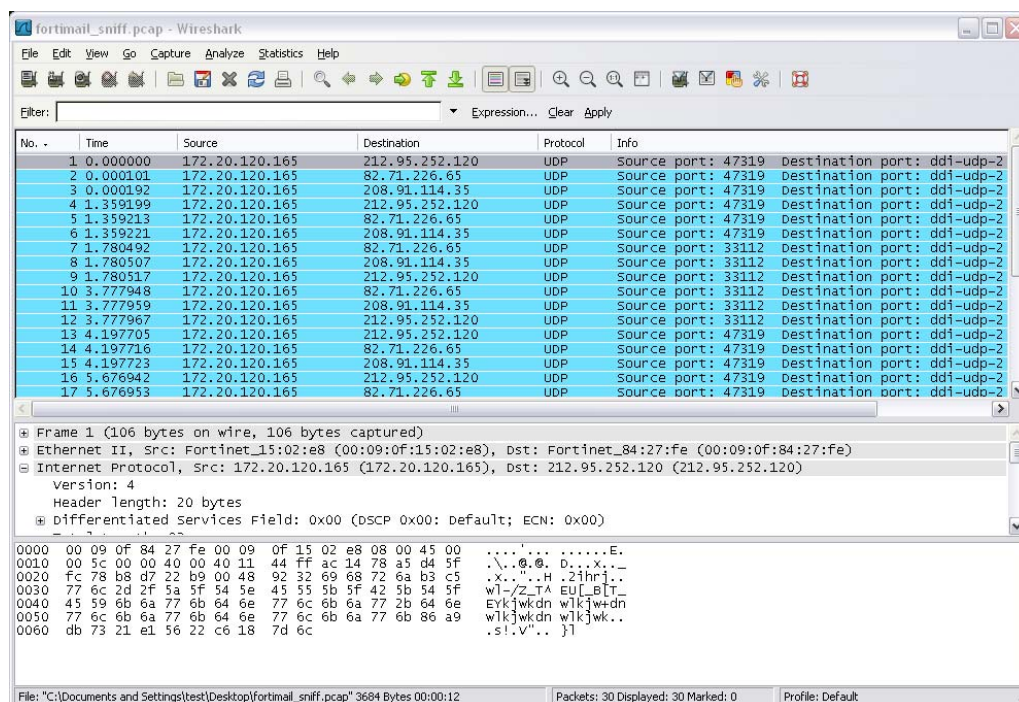 fortimail_sniff.pcap - Wireshark
File Edit View Go Capture Analyze Statistics Help
Filter: Expression... Clear Apply
No. - Time Source Destination Protocol Info
1 0.000000 172.20.120.165 212.95.252.120 UDP Source port: 47319 Destination port: ddi-udp-2
2 0.000101 172.20.120.165 82.71.226.65 UDP Source port: 47319 Destination port: ddi-udp-2
3 0.000192 172.20.120.165 208.91.114.35 UDP Source port: 47319 Destination port: ddi-udp-2
4 1.359199 172.20.120.165 212.95.252.120 UDP Source port: 47319 Destination port: ddi-udp-2
5 1.359213 172.20.120.165 82.71.226.65 UDP Source port: 47319 Destination port: ddi-udp-2
6 1.359221 172.20.120.165 208.91.114.35 UDP Source port: 47319 Destination port: ddi-udp-2
7 1.780492 172.20.120.165 82.71.226.65 UDP Source port: 33112 Destination port: ddi-udp-2
8 1.780507 172.20.120.165 208.91.114.35 UDP Source port: 33112 Destination port: ddi-udp-2
9 1.780517 172.20.120.165 212.95.252.120 UDP Source port: 33112 Destination port: ddi-udp-2
10 3.777948 172.20.120.165 82.71.226.65 UDP Source port: 33112 Destination port: ddi-udp-2
11 3.777959 172.20.120.165 208.91.114.35 UDP Source port: 33112 Destination port: ddi-udp-2
12 3.777967 172.20.120.165 212.95.252.120 UDP Source port: 33112 Destination port: ddi-udp-2
13 4.197705 172.20.120.165 212.95.252.120 UDP Source port: 47319 Destination port: ddi-udp-2
14 4.197716 172.20.120.165 82.71.226.65 UDP Source port: 47319 Destination port: ddi-udp-2
15 4.197723 172.20.120.165 208.91.114.35 UDP Source port: 47319 Destination port: ddi-udp-2
16 5.676942 172.20.120.165 212.95.252.120 UDP Source port: 47319 Destination port: ddi-udp-2
17 5.676953 172.20.120.165 82.71.226.65 UDP Source port: 47319 Destination port: ddi-udp-2
Frame 1 (106 bytes on wire, 106 bytes captured)
Ethernet II, Src: Fortinet_15:02:e8 (00:09:0f:15:02:e8), Dst: Fortinet_84:27:fe (00:09:0f:84:27:fe)
Internet Protocol, Src: 172.20.120.165 (172.20.120.165), Dst: 212.95.252.120 (212.95.252.120)
Version: 4
Header length: 20 bytes
Differentiated Services Field: 0x00 (DSCP 0x00: Default; ECN: 0x00)
0000 00 09 0f 84 27 fe 00 09 0f 15 02 e8 08 00 45 00 ....'... ......E.
0010 00 5c 00 00 40 00 40 11 44 ff ac 14 78 a5 d4 5f .\..@.@. D...x.._
0020 fc 78 b8 d7 22 b9 00 48 92 32 69 68 72 6a b3 c5 .x.."..H .2ihrj..
0030 77 6c 2d 2f 5a 5f 54 5e 45 55 5b 5f 42 5b 54 5f wl-/Z_T^ EU[_B[T_
0040 45 59 6b 6a 77 6b 64 6e 77 6c 6b 6a 77 2b 64 6e EYkjwkdn wlkjw+dn
0050 77 6c 6b 6a 77 6b 64 6e 77 6c 6b 6a 77 6b 86 a9 wlkjwkdn wlkjwk..
0060 db 73 21 e1 56 22 c6 18 7d 6c .s!.V".. }l
File: "C:\Documents and Settings\test\Desktop\fortimail_sniff.pcap" 3684 Bytes 00:00:12 Packets: 30 Displayed: 30 Marked: 0 Profile: Default